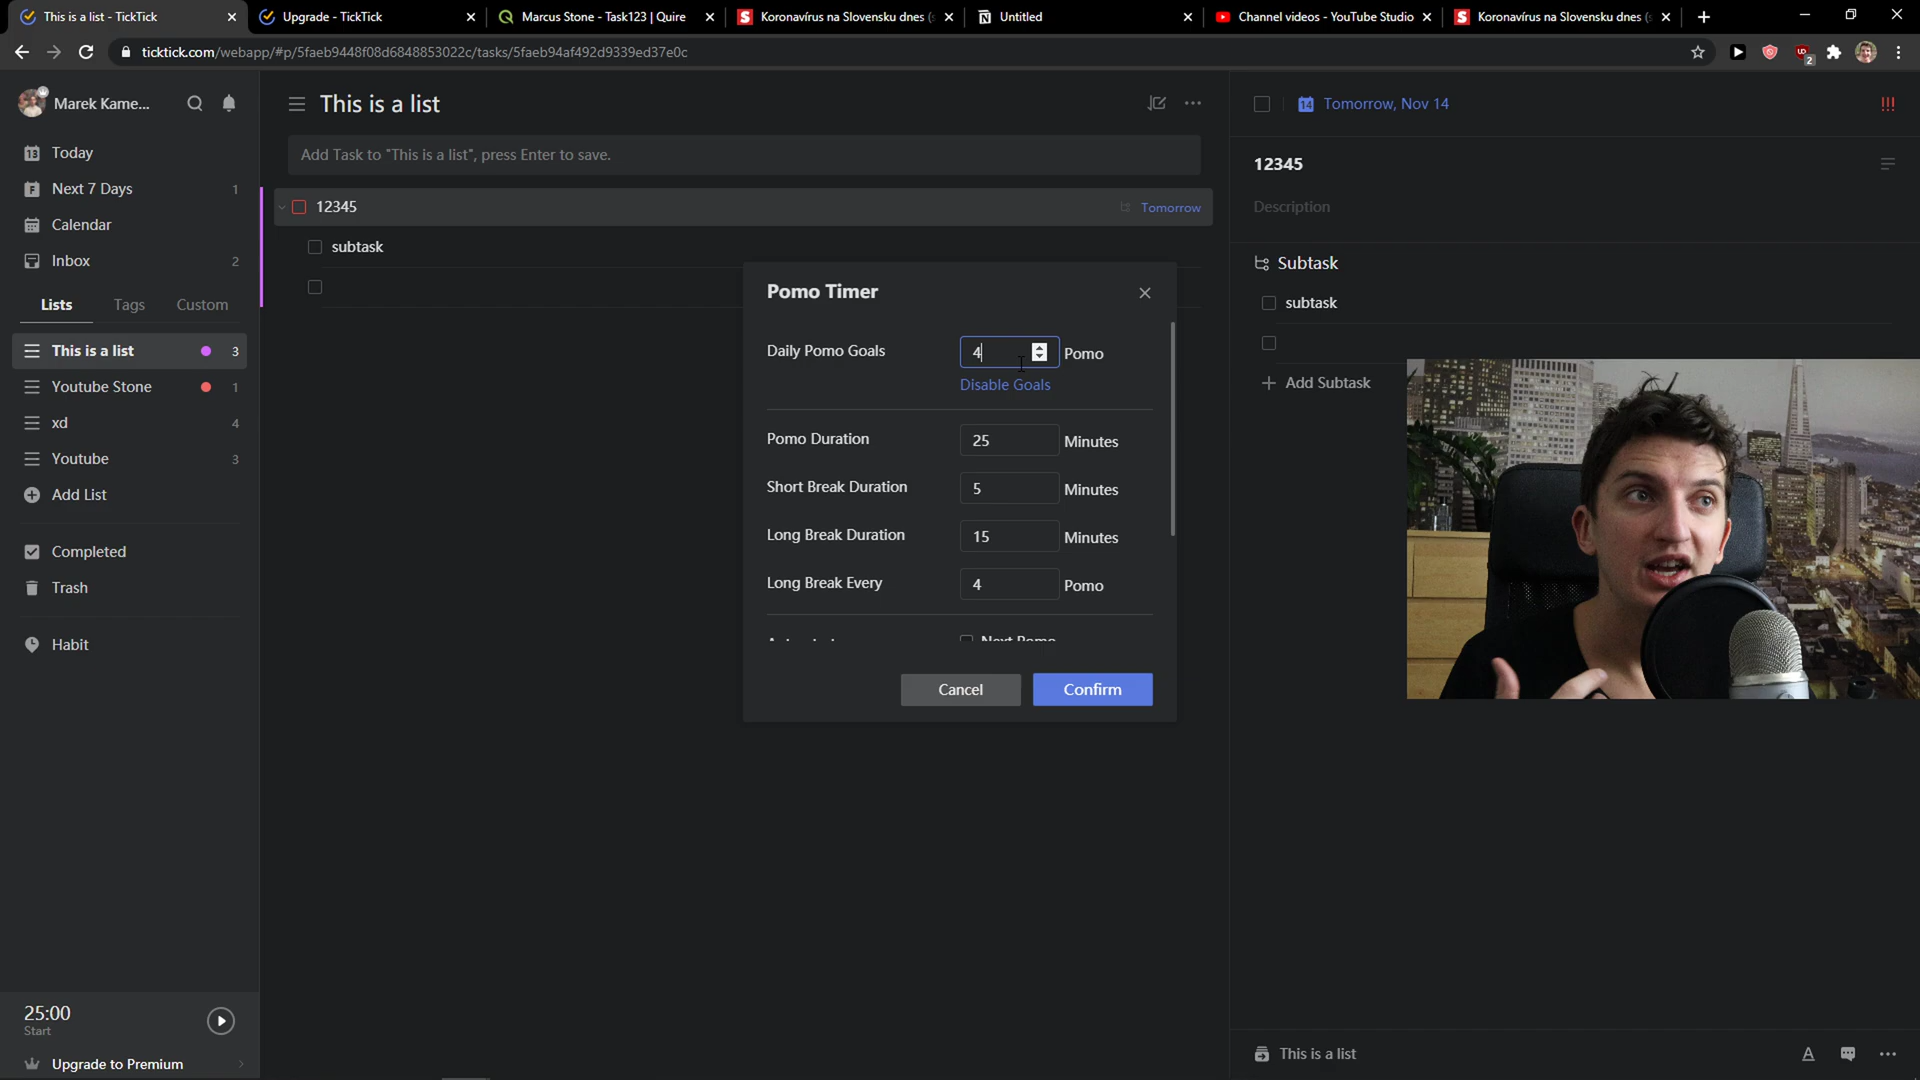 This is a list - TickTick
Upgrade - TickTick
Marcus Stone - Task123 | Quire
Koronavírus na Slovensku dnes (
Untitled
Channel videos - YouTube Studio
Koronavírus na Slovensku dnes (
ticktick.com/webapp/#p/5faeb9448f08d6848853022c/tasks/5faeb94af492d9339ed37e0c
2
Marek Kame...
13 Today
Next 7 Days 1
Calendar
Inbox 2
Lists Tags Custom
This is a list 3
Youtube Stone 1
xd 4
Youtube 3
Add List
Completed
Trash
Habit
25:00
Start
Upgrade to Premium
This is a list
Add Task to "This is a list", press Enter to save.
12345 Tomorrow
subtask
Pomo Timer
Daily Pomo Goals 4 Pomo
Disable Goals
Pomo Duration 25 Minutes
Short Break Duration 5 Minutes
Long Break Duration 15 Minutes
Long Break Every 4 Pomo
Next Pomo
Cancel Confirm
14 Tomorrow, Nov 14 !!!
12345
Description
Subtask
subtask
Add Subtask
This is a list